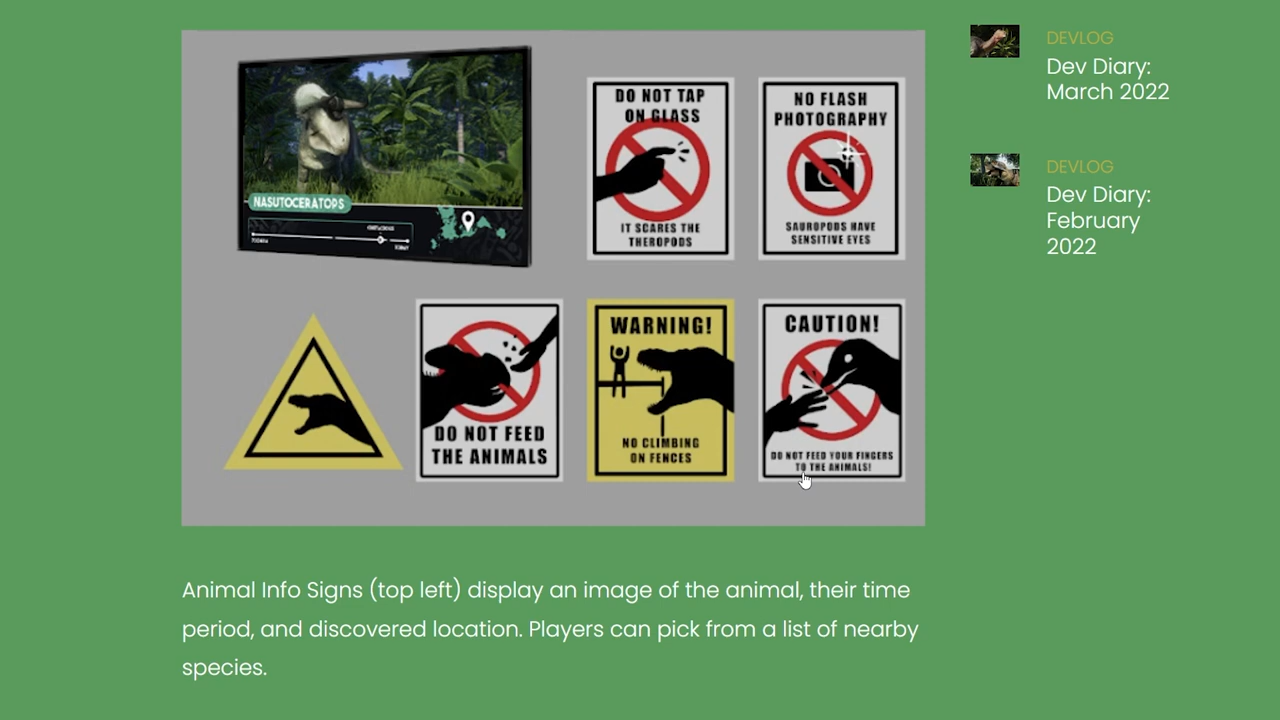 DO NOT TAP
ON GLASS
IT SCARES THE
THEROPODS
NO FLASH
PHOTOGRAPHY
SAUROPODS HAVE
SENSITIVE EYES
NASUTOCERATOPS
CRETACEOUS
TODAY
DO NOT FEED
THE ANIMALS
WARNING!
NO CLIMBING
ON FENCES
CAUTION!
DO NOT FEED YOUR FINGERS
TO THE ANIMALS!
Animal Info Signs (top left) display an image of the animal, their time
period, and discovered location. Players can pick from a list of nearby
species.
DEVLOG
Dev Diary:
March 2022
DEVLOG
Dev Diary:
February
2022